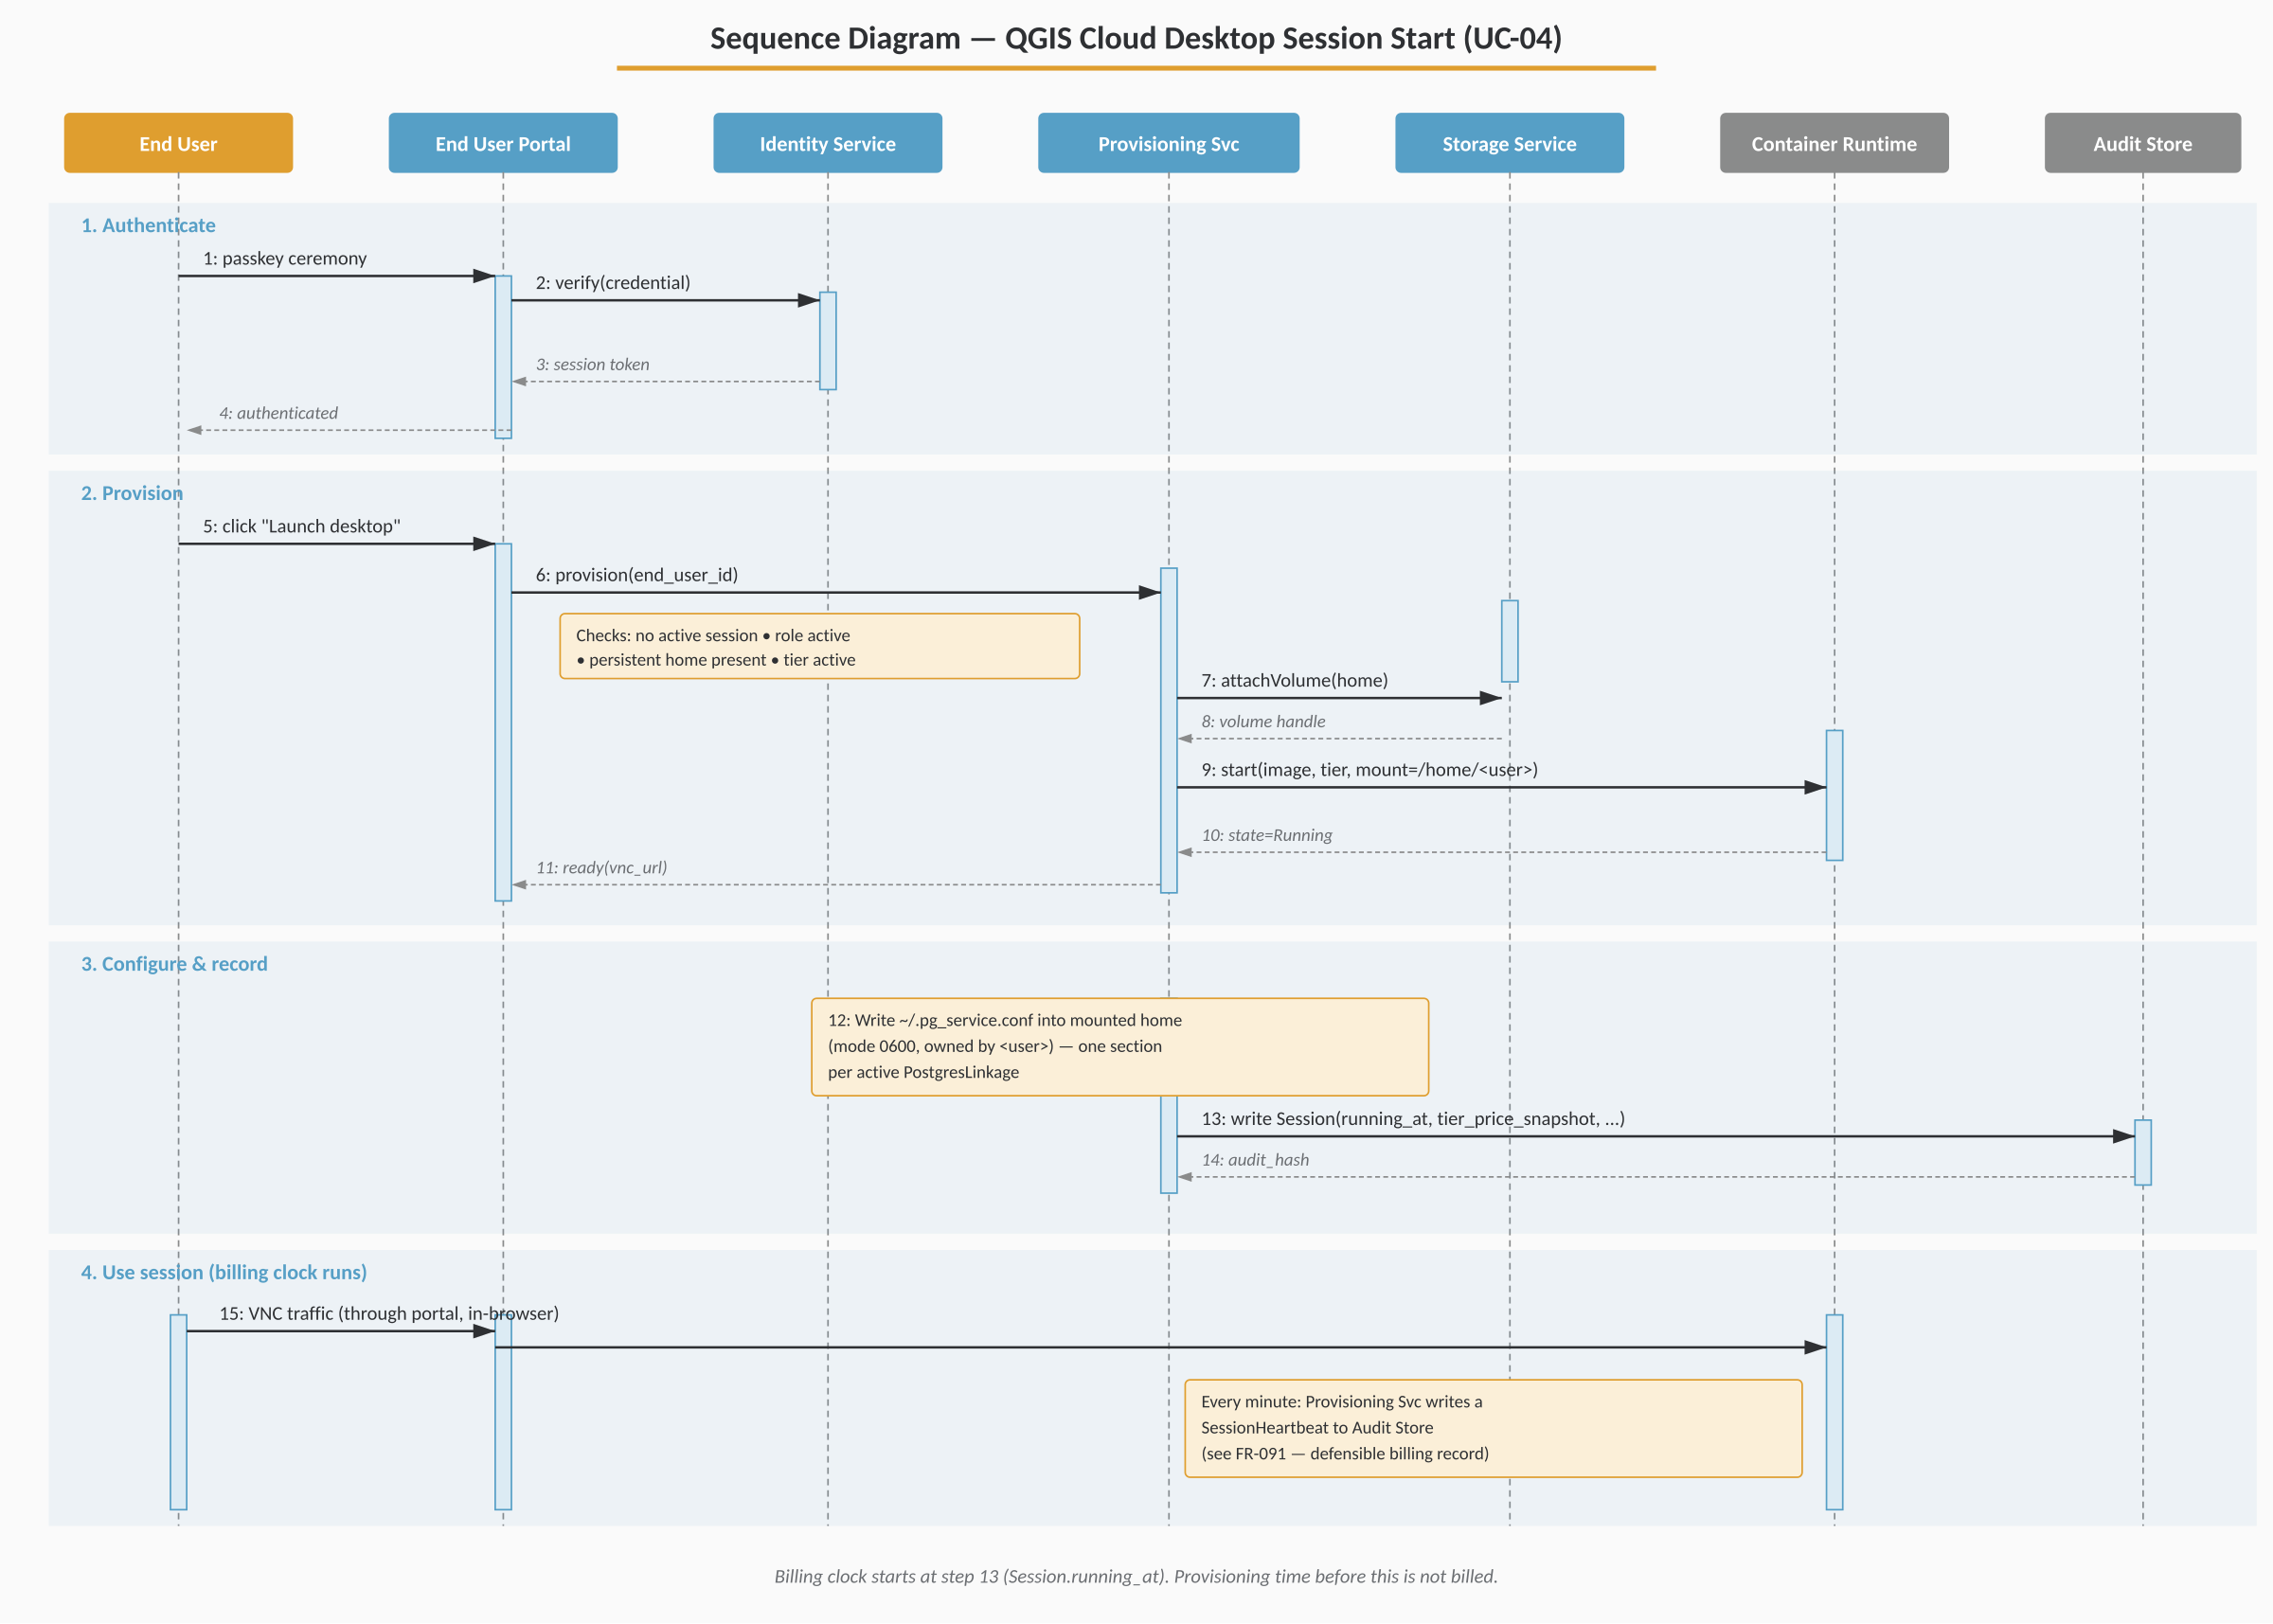 Sequence Diagram — QGIS Cloud Desktop Session Start (UC-04)
End User
End User Portal
Identity Service
Provisioning Svc
Storage Service
Container Runtime
Audit Store
1. Authenticate
1: passkey ceremony
2: verify(credential)
3: session token
4: authenticated
2. Provision
5: click "Launch desktop"
6: provision(end_user_id)
Checks: no active session • role active
• persistent home present • tier active
7: attachVolume(home)
8: volume handle
9: start(image, tier, mount=/home/<user>)
10: state=Running
11: ready(vnc_url)
3. Configure & record
12: Write ~/.pg_service.conf into mounted home
(mode 0600, owned by <user>) — one section
per active PostgresLinkage
13: write Session(running_at, tier_price_snapshot, ...)
14: audit_hash
4. Use session (billing clock runs)
15: VNC traffic (through portal, in-browser)
Every minute: Provisioning Svc writes a
SessionHeartbeat to Audit Store
(see FR-091 — defensible billing record)
Billing clock starts at step 13 (Session.running_at). Provisioning time before this is not billed.